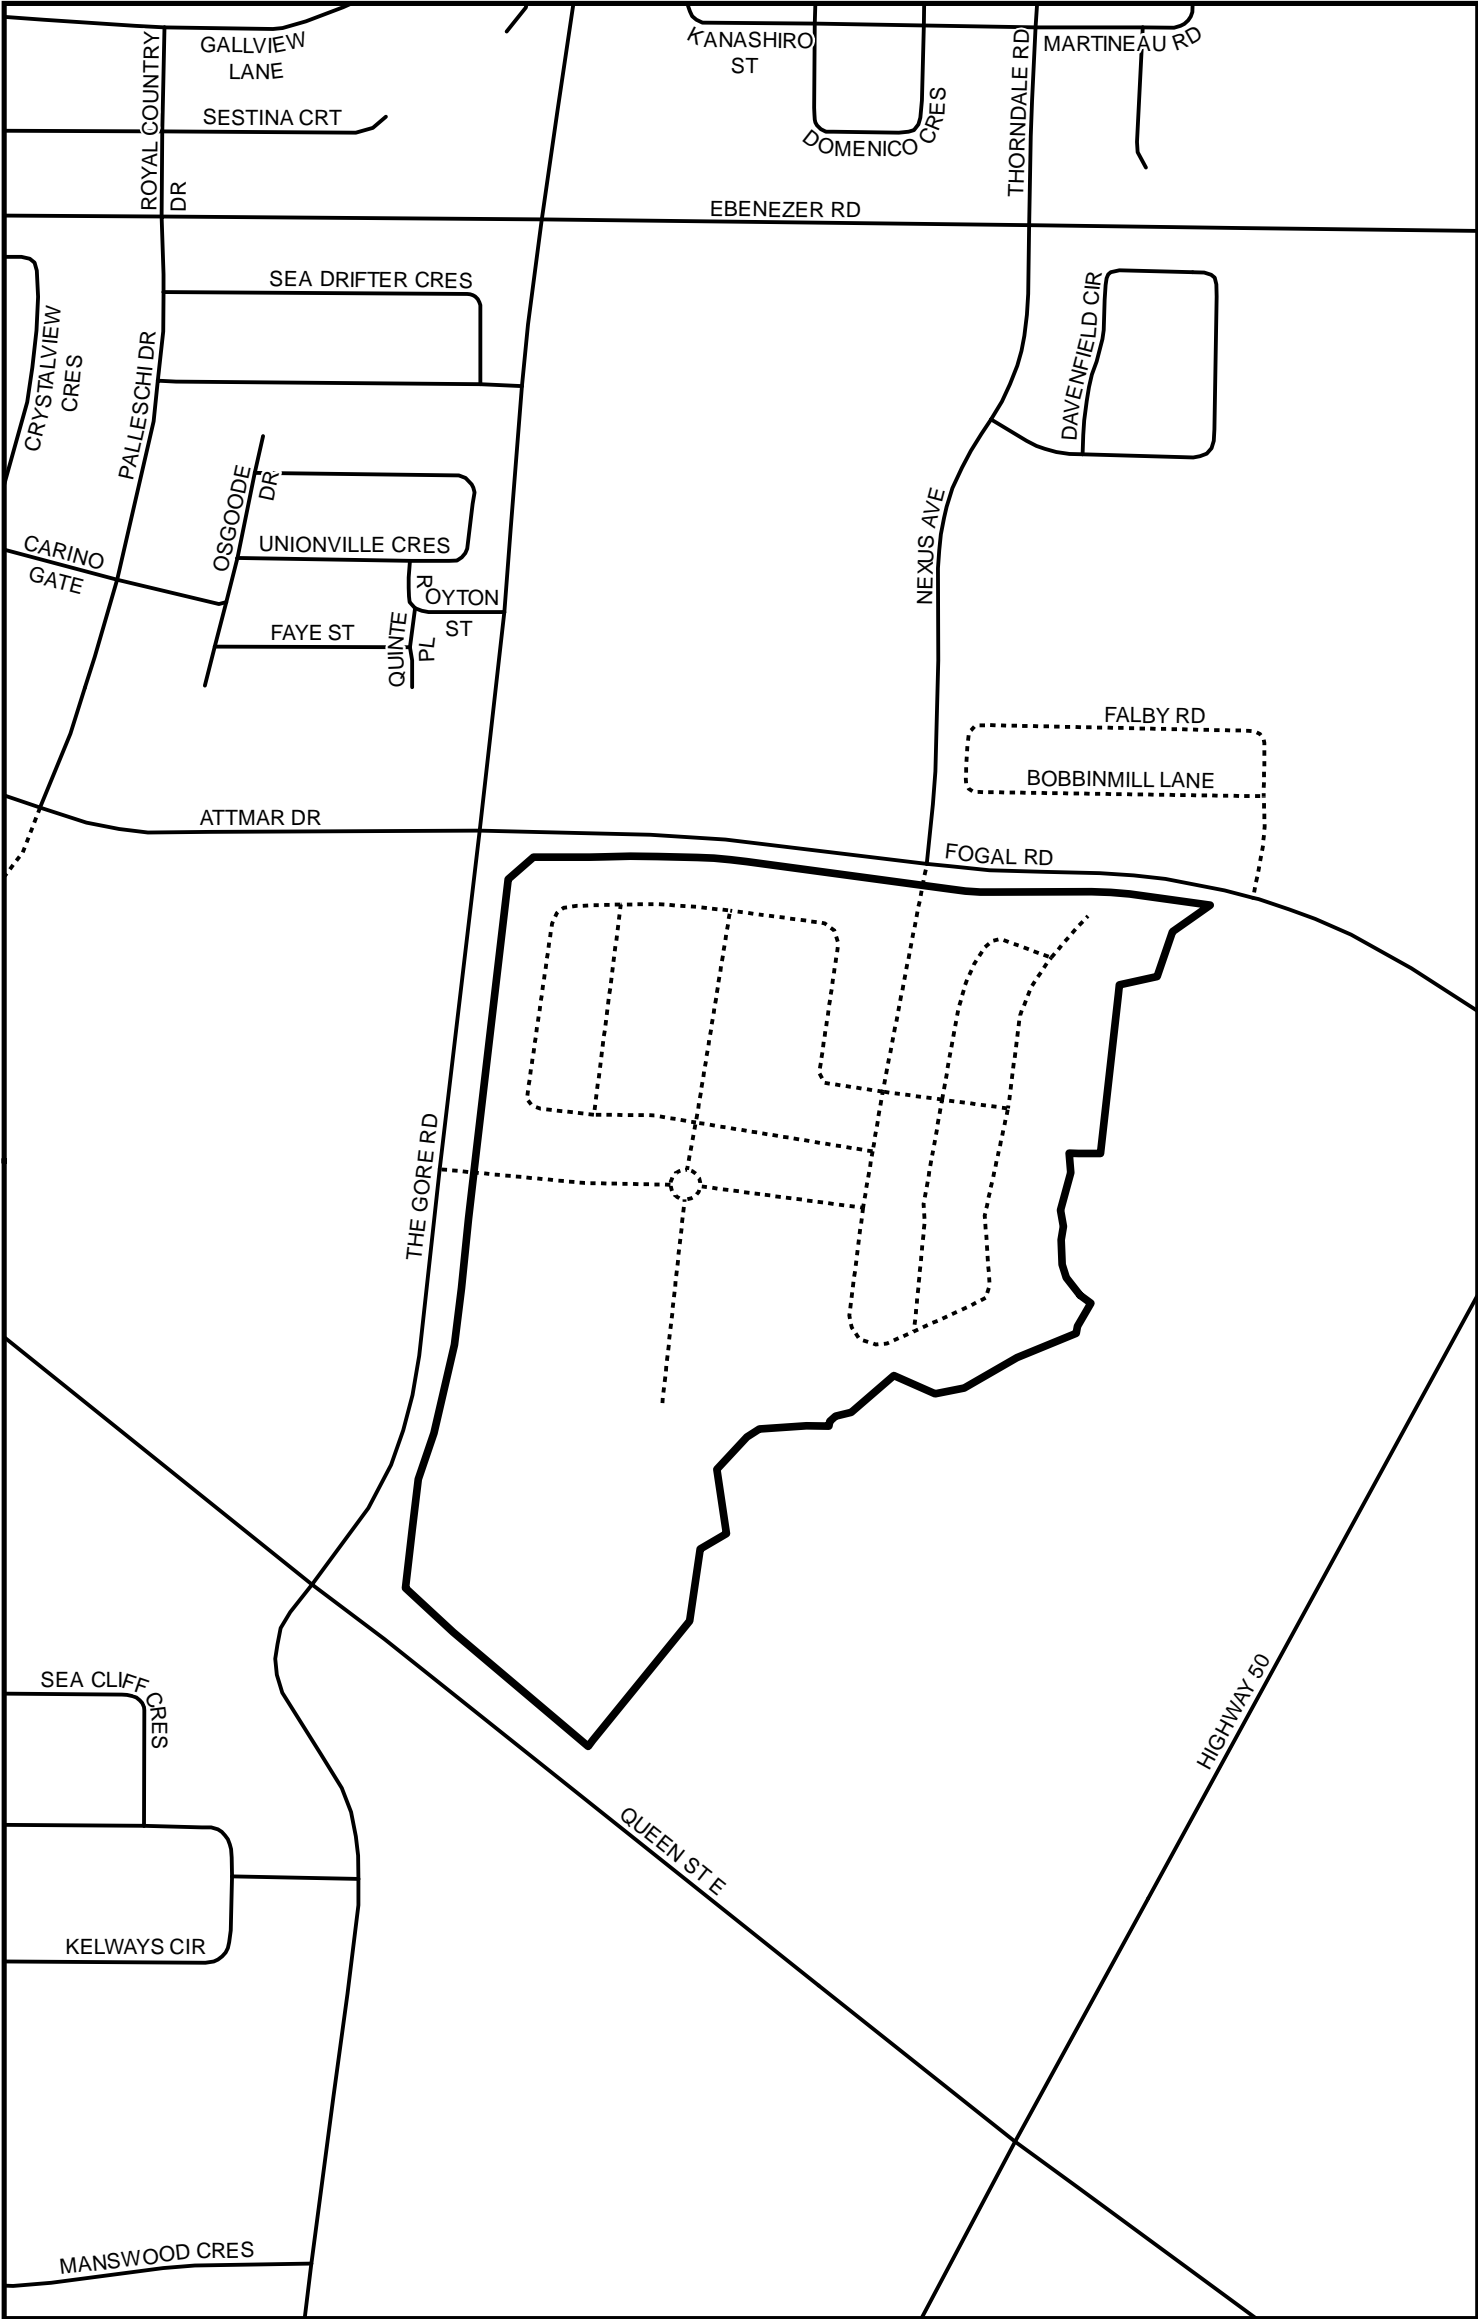 GALLVIEW
LANE
ROYAL COUNTRY
DR
SESTINA CRT
KANASHIRO
ST
DOMENICO CRES
THORNDALE RD
MARTINEAU RD
EBENEZER RD
SEA DRIFTER CRES
CRYSTALVIEW
CRES
PALLESCHI DR
DAVENFIELD CIR
OSGOODE
DR
UNIONVILLE CRES
NEXUS AVE
CARINO
GATE
ROYTON
ST
FAYE ST
QUINTE
PL
FALBY RD
BOBBINMILL LANE
ATTMAR DR
FOGAL RD
THE GORE RD
SEA CLIFF CRES
HIGHWAY 50
QUEEN ST E
KELWAYS CIR
MANSWOOD CRES